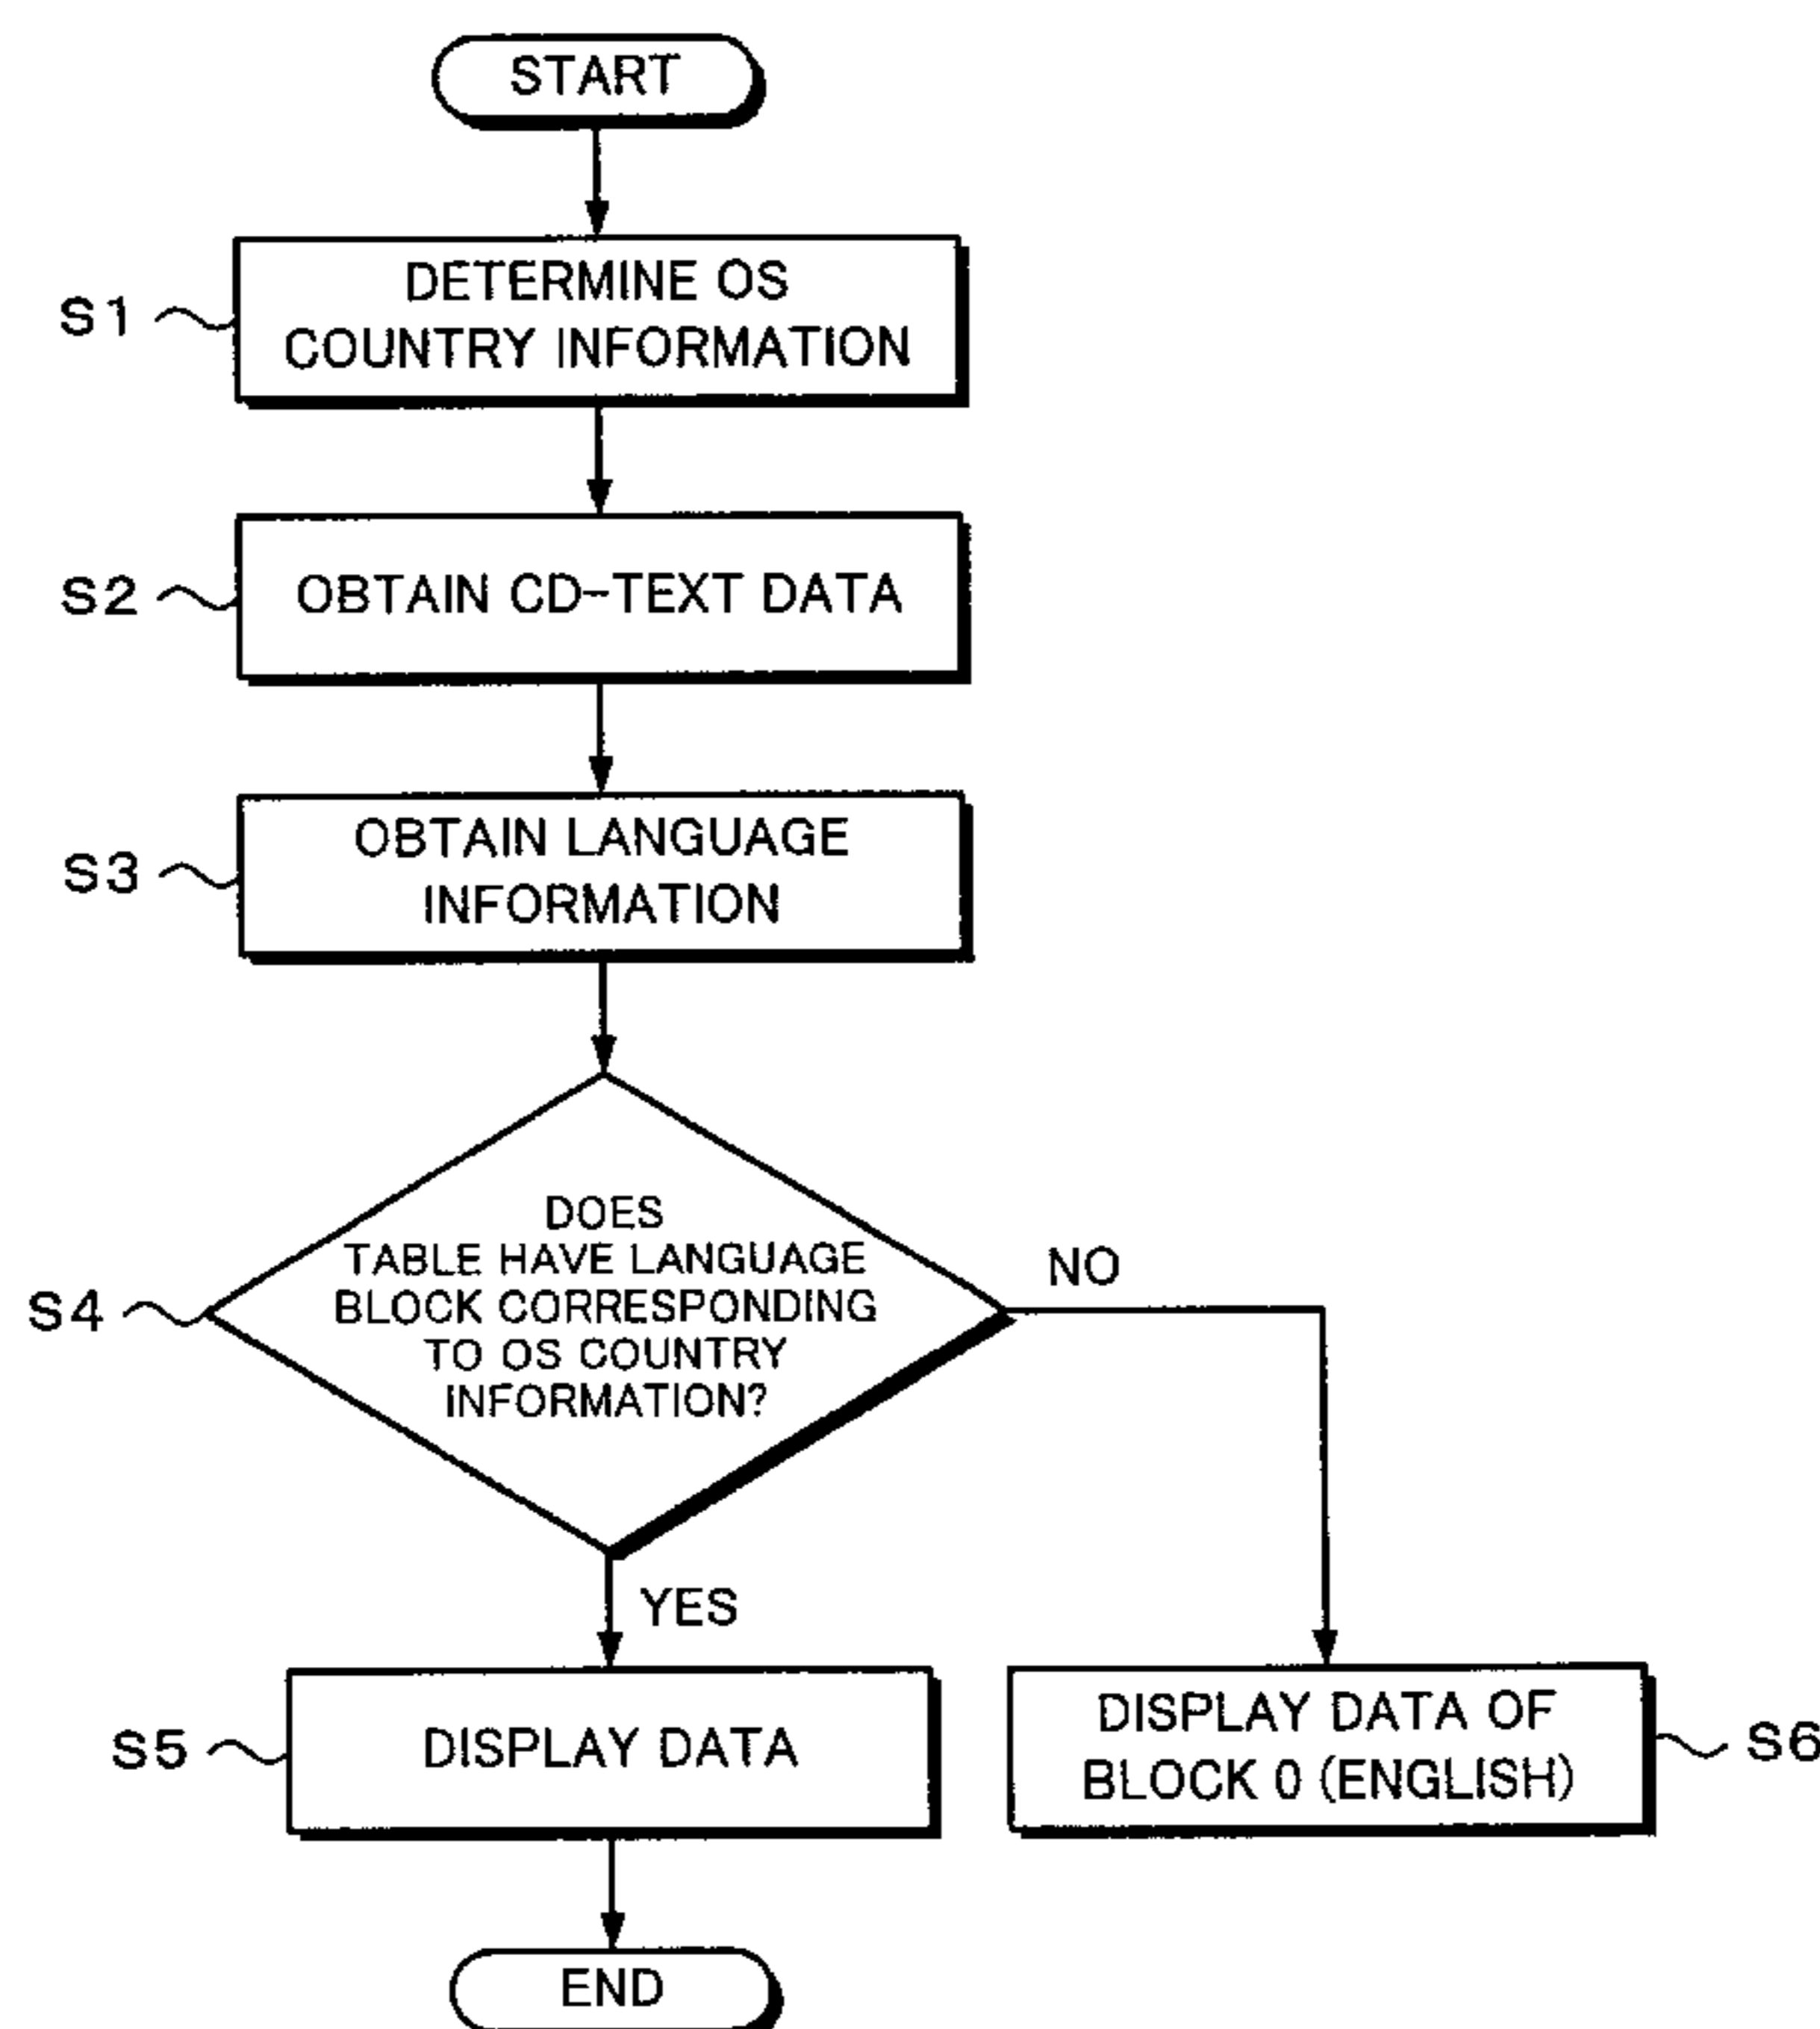 START
S1
DETERMINE OS
COUNTRY INFORMATION
S2
OBTAIN CD-TEXT DATA
S3
OBTAIN LANGUAGE
INFORMATION
S4
DOES
TABLE HAVE LANGUAGE
BLOCK CORRESPONDING
TO OS COUNTRY
INFORMATION?
NO
YES
S5
DISPLAY DATA
DISPLAY DATA OF
BLOCK 0 (ENGLISH)
S6
END